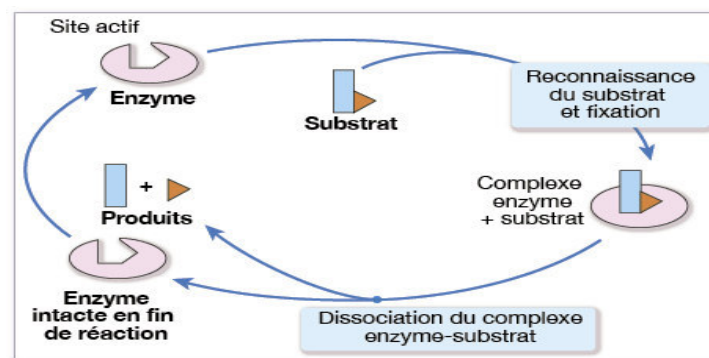 Site actif
Enzyme
Substrat
Reconnaissance
du substrat
et fixation
Complexe
enzyme
+ substrat
+
Produits
Enzyme
intacte en fin
de réaction
Dissociation du complexe
enzyme-substrat